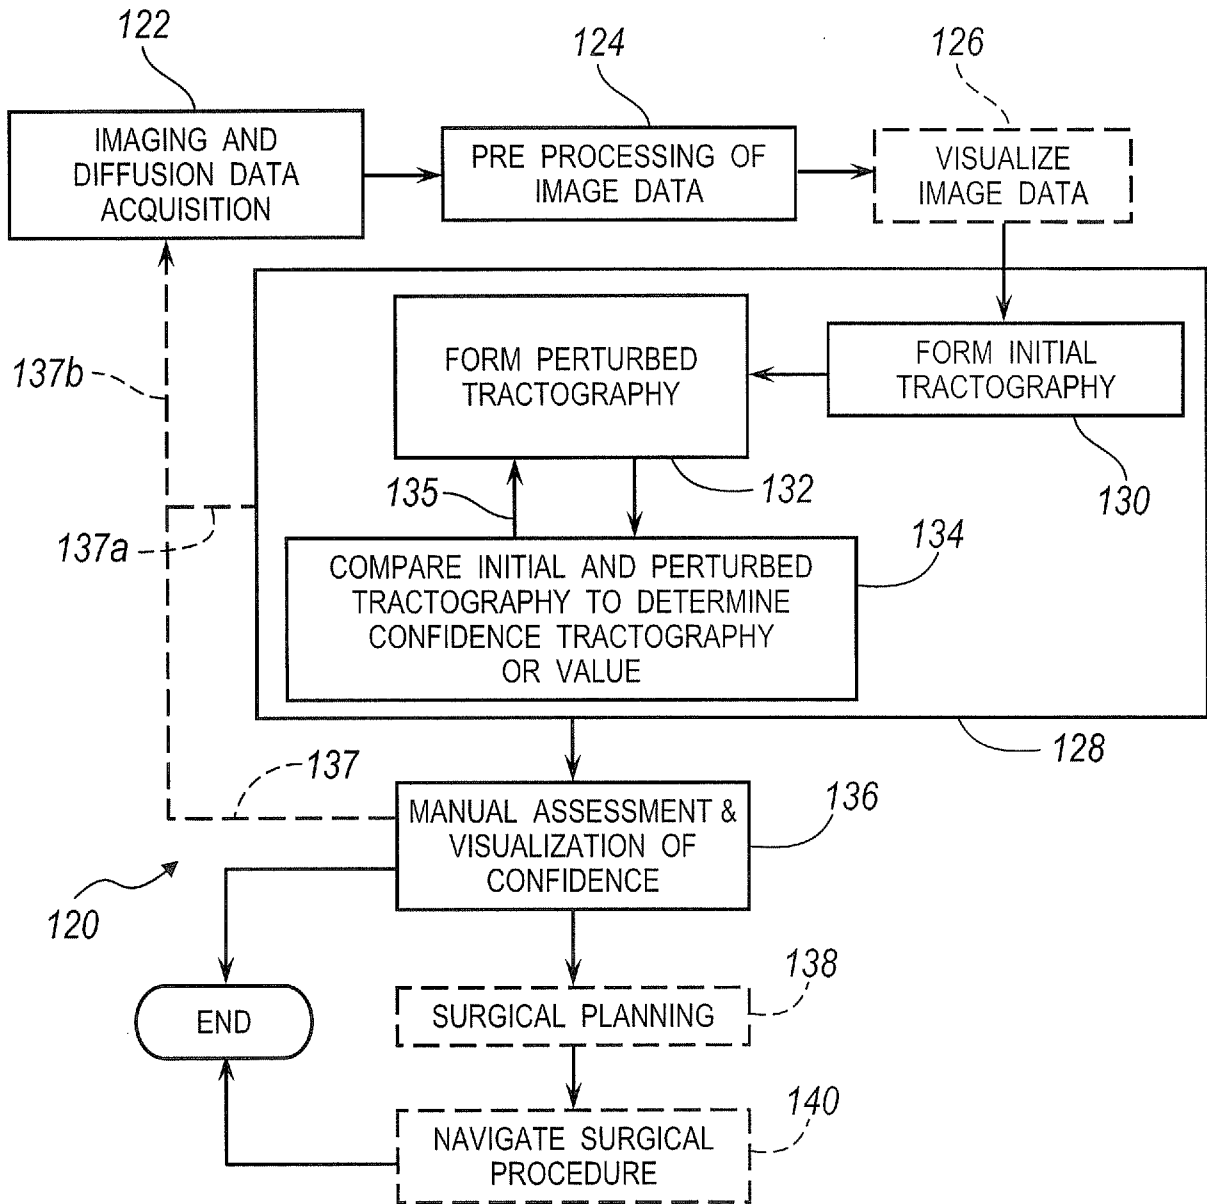 122
124
126
IMAGING AND
DIFFUSION DATA
ACQUISITION
PRE PROCESSING OF
IMAGE DATA
VISUALIZE
IMAGE DATA
FORM PERTURBED
TRACTOGRAPHY
FORM INITIAL
TRACTOGRAPHY
137b
135
132
130
137a
134
COMPARE INITIAL AND PERTURBED
TRACTOGRAPHY TO DETERMINE
CONFIDENCE TRACTOGRAPHY
OR VALUE
128
137
136
MANUAL ASSESSMENT &
VISUALIZATION OF
CONFIDENCE
120
138
END
SURGICAL PLANNING
140
NAVIGATE SURGICAL
PROCEDURE